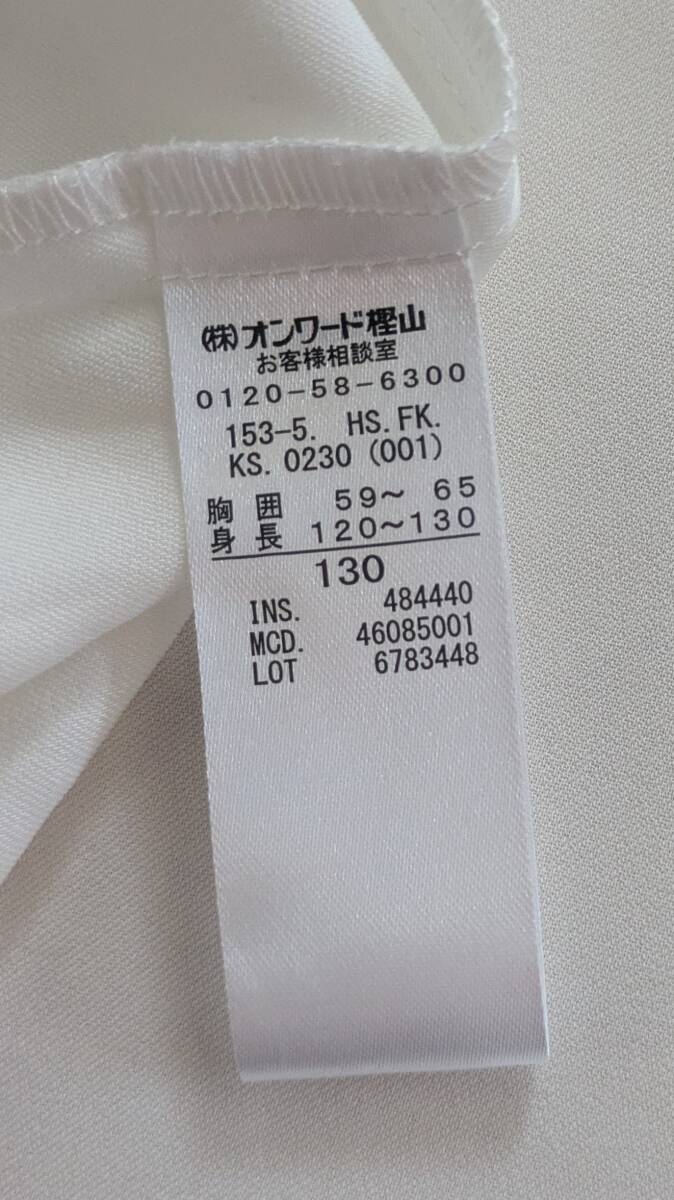 (株)オンワード樫山
お客様相談室
0120-58-6300
153-5. HS.FK.
KS. 0230 (001)
胸囲 59～ 65
身長 120～130
130
INS. 484440
MCD. 46085001
LOT 6783448